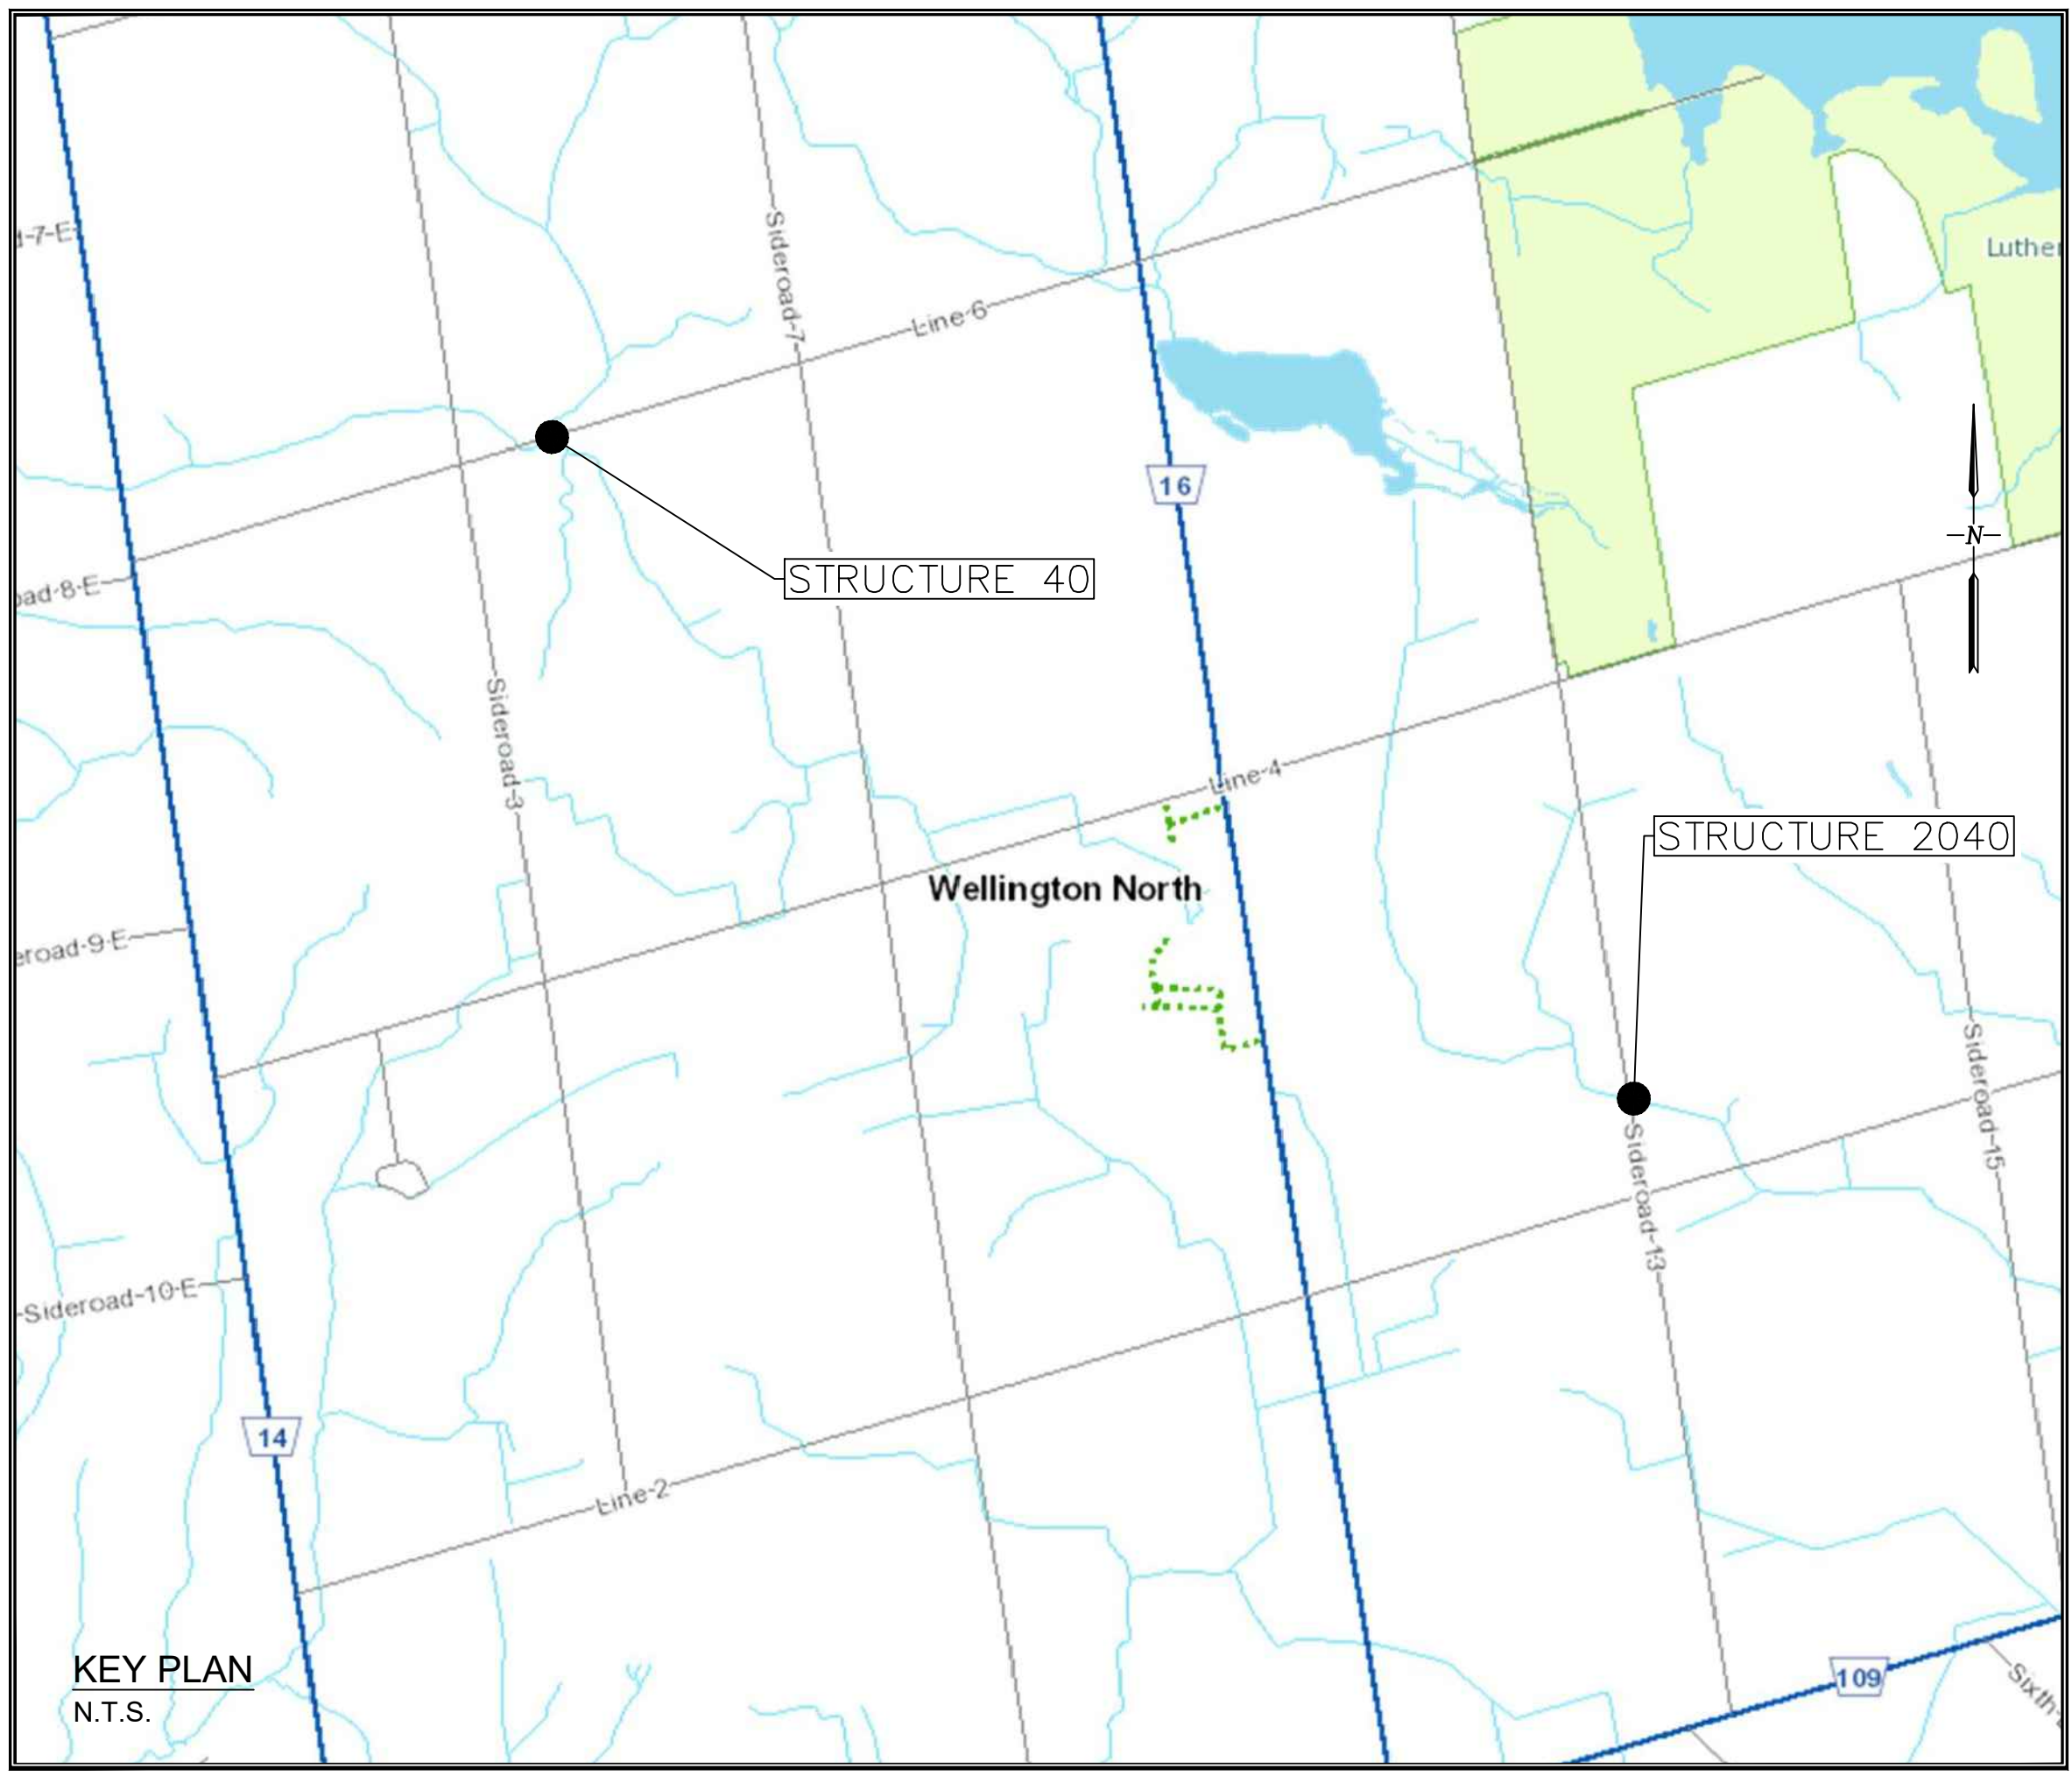 d-7-E
Sideroad-7
Line-6
Luther
16
-N-
STRUCTURE 40
oad-8-E
Sideroad-3
Line-4
STRUCTURE 2040
Wellington North
eroad-9-E
Sideroad-15
Sideroad-13
-Sideroad-10-E
14
Line-2
KEY PLAN
N.T.S.
109
Sixth-